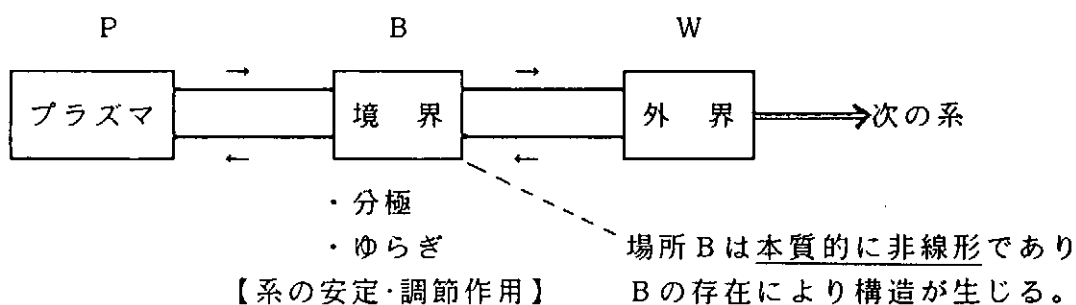 P B W
→ →
プラズマ 境界 外界 次の系
← ←
・分極
・ゆらぎ 場所Bは本質的に非線形であり
【系の安定·調節作用】 Bの存在により構造が生じる。